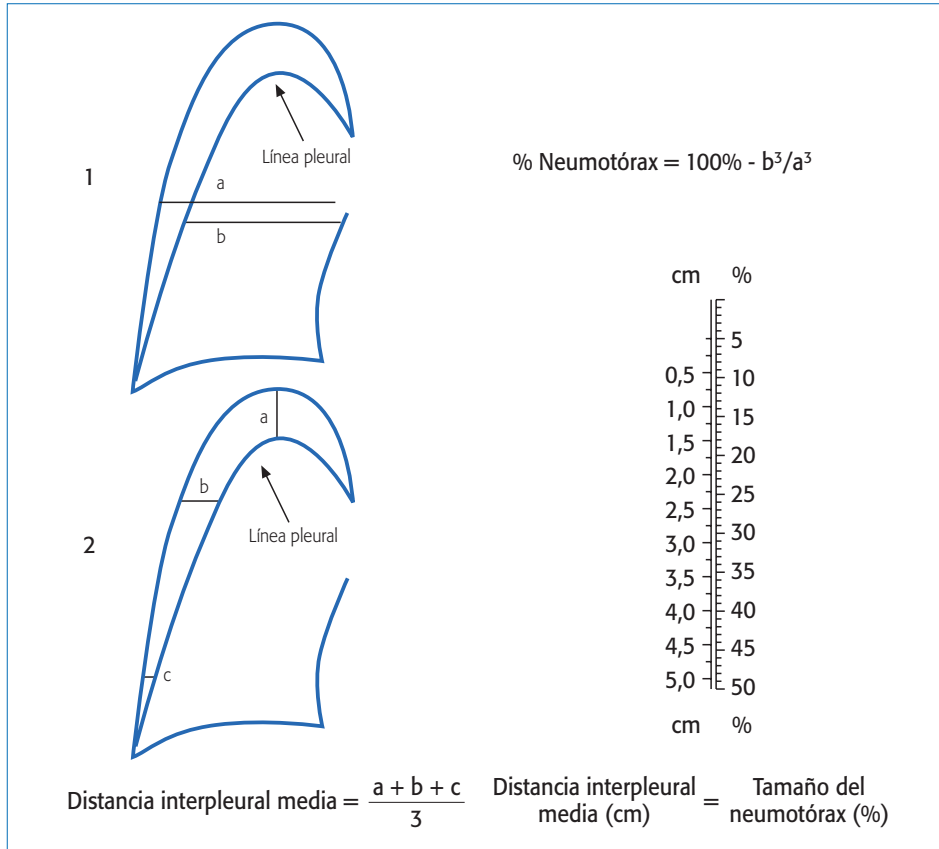 1
Línea pleural
a
b
% Neumotórax = 100% - b³/a³
cm %
5
0,5 10
1,0 15
1,5 20
2,0 25
2,5 30
3,0 35
3,5 40
4,0 45
4,5 50
5,0
cm %
2
a
b
Línea pleural
c
Distancia interpleural media = a + b + c
3
Distancia interpleural
media (cm)
=
Tamaño del
neumotórax (%)